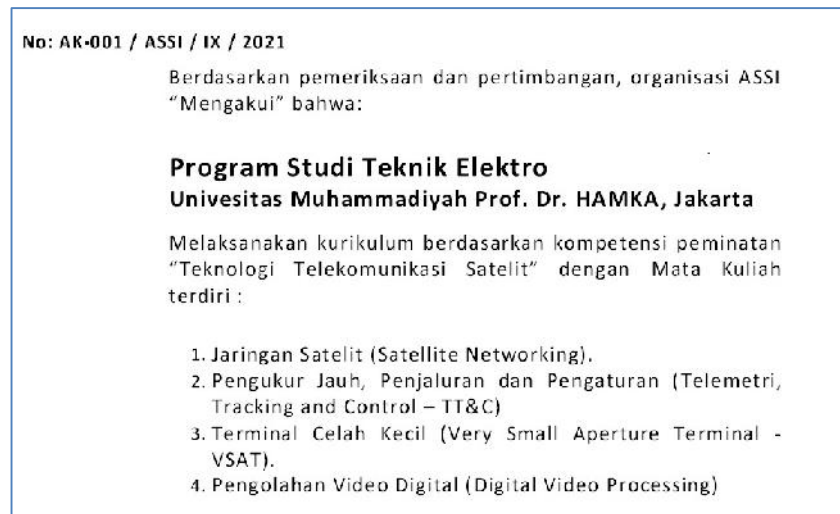 No: AK-001 / ASSI / IX / 2021
Berdasarkan pemeriksaan dan pertimbangan, organisasi ASSI
"Mengakui" bahwa:
Program Studi Teknik Elektro
Univesitas Muhammadiyah Prof. Dr. HAMKA, Jakarta
Melaksanakan kurikulum berdasarkan kompetensi peminatan
"Teknologi Telekomunikasi Satelit" dengan Mata Kuliah
terdiri :
1. Jaringan Satelit (Satellite Networking).
2. Pengukur Jauh, Penjaluran dan Pengaturan (Telemetri,
Tracking and Control – TT&C)
3. Terminal Celah Kecil (Very Small Aperture Terminal -
VSAT).
4. Pengolahan Video Digital (Digital Video Processing)